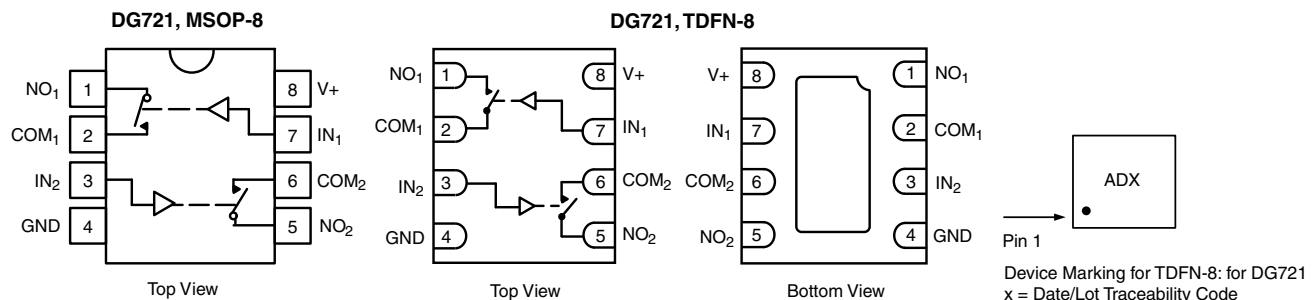 DG721, MSOP-8
NO1 1
COM1 2
IN2 3
GND 4
8 V+
7 IN1
6 COM2
5 NO2
Top View
DG721, TDFN-8
NO1 1
COM1 2
IN2 3
GND 4
8 V+
7 IN1
6 COM2
5 NO2
Top View
V+ 8
IN1 7
COM2 6
NO2 5
1 NO1
2 COM1
3 IN2
4 GND
Bottom View
ADX
Pin 1
Device Marking for TDFN-8: for DG721
x = Date/Lot Traceability Code